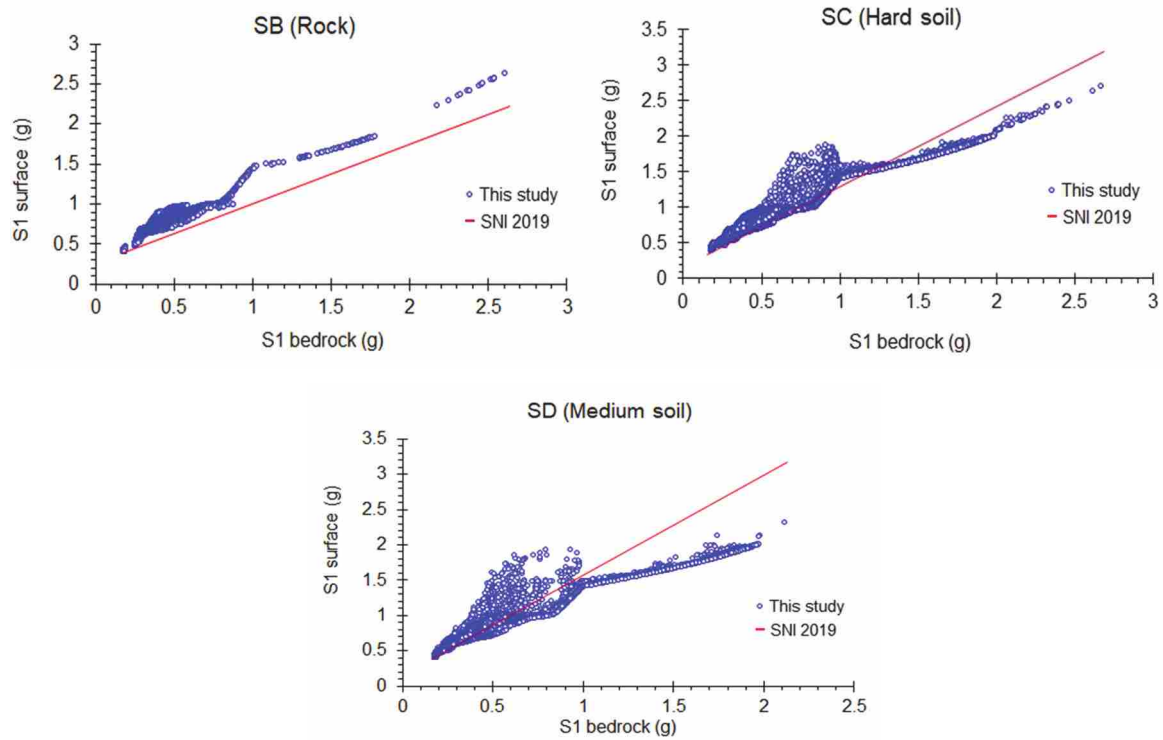 SB (Rock)
3
2.5
2
1.5
1
0.5
0
S1 surface (g)
This study
SNI 2019
0 0.5 1 1.5 2 2.5 3
S1 bedrock (g)
SC (Hard soil)
3.5
3
2.5
2
1.5
1
0.5
0
S1 surface (g)
This study
SNI 2019
0 0.5 1 1.5 2 2.5 3
S1 bedrock (g)
SD (Medium soil)
3.5
3
2.5
2
1.5
1
0.5
0
S1 surface (g)
This study
SNI 2019
0 0.5 1 1.5 2 2.5
S1 bedrock (g)